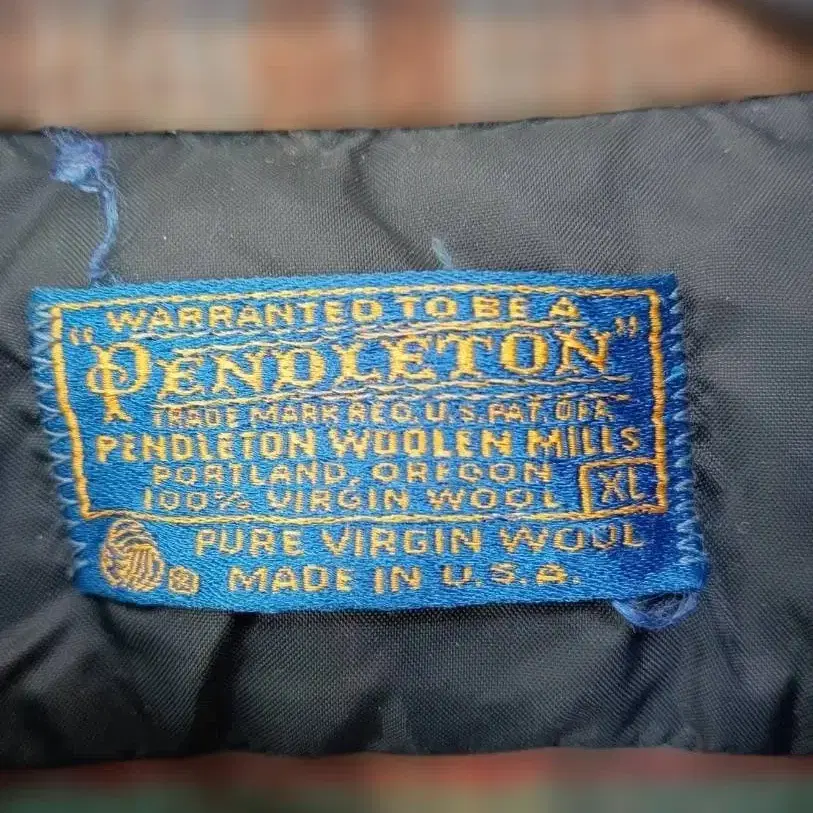 WARRANTED TO BE A
"PENDLETON"
TRADE MARK REG. U.S. PAT. OFF.
PENDLETON WOOLEN MILLS
PORTLAND, OREGON
100% VIRGIN WOOL XL
PURE VIRGIN WOOL
® MADE IN U.S.A.